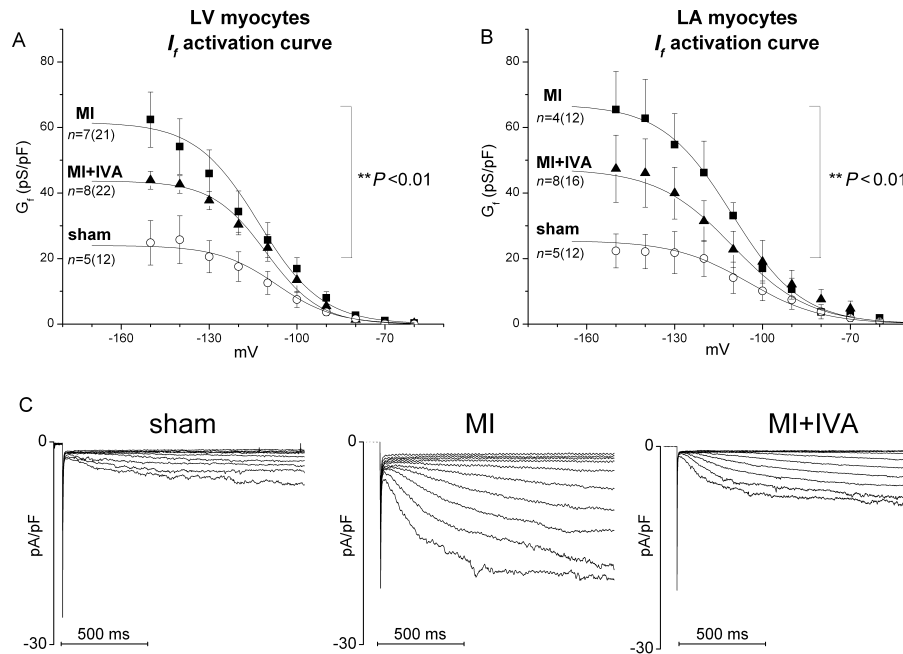 LV myocytes
I_f activation curve
A
G_f (pS/pF)
80
60
40
20
0
MI
n=7(21)
MI+IVA
n=8(22)
sham
n=5(12)
**P<0.01
-160
-130
-100
-70
mV
LA myocytes
I_f activation curve
B
G_f (pS/pF)
80
60
40
20
0
MI
n=4(12)
MI+IVA
n=8(16)
sham
n=5(12)
**P<0.01
-160
-130
-100
-70
mV
C
sham
0
pA/pF
-30
500 ms
MI
0
pA/pF
-30
500 ms
MI+IVA
0
pA/pF
-30
500 ms